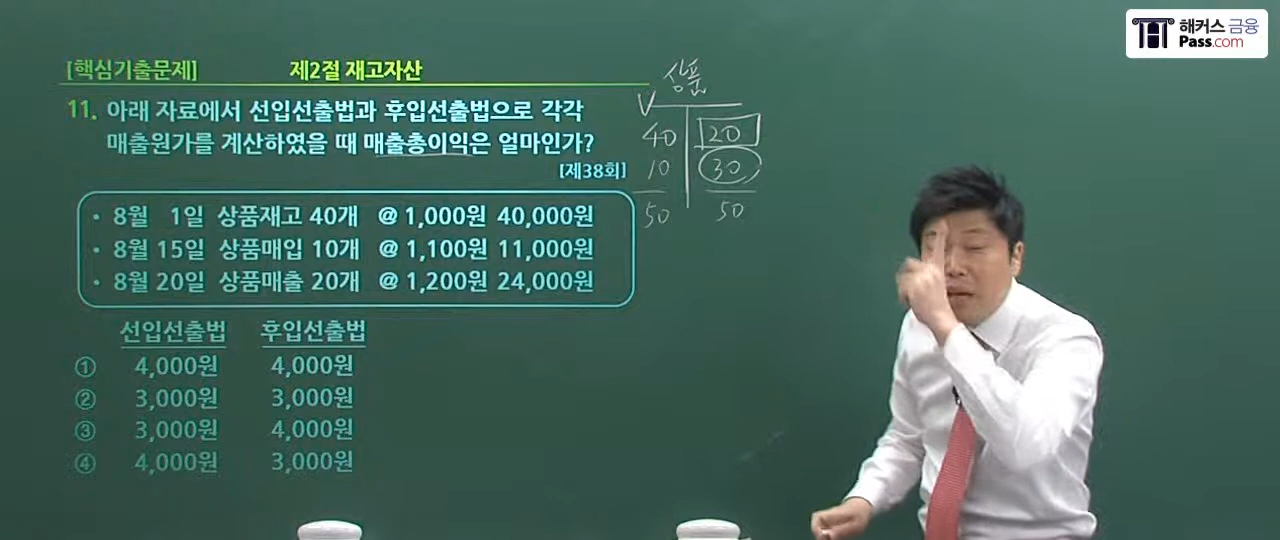 해커스 금융
Pass.com
[핵심기출문제] 제2절 재고자산
11. 아래 자료에서 선입선출법과 후입선출법으로 각각
매출원가를 계산하였을 때 매출총이익은 얼마인가?
[제38회]
• 8월 1일 상품재고 40개 @ 1,000원 40,000원
• 8월 15일 상품매입 10개 @ 1,100원 11,000원
• 8월 20일 상품매출 20개 @ 1,200원 24,000원
선입선출법 후입선출법
① 4,000원 4,000원
② 3,000원 3,000원
③ 3,000원 4,000원
④ 4,000원 3,000원
상품
40 20
10 30
50 50